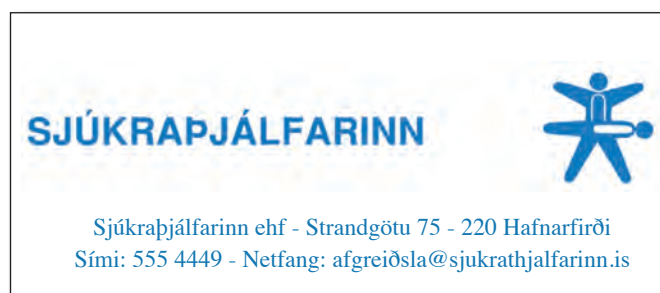 SJÚKRAÞJÁLFARINN
Sjúkraþjálfarinn ehf - Strandgötu 75 - 220 Hafnarfirði
Sími: 555 4449 - Netfang: afgreiðsla@sjukrathjalfarinn.is